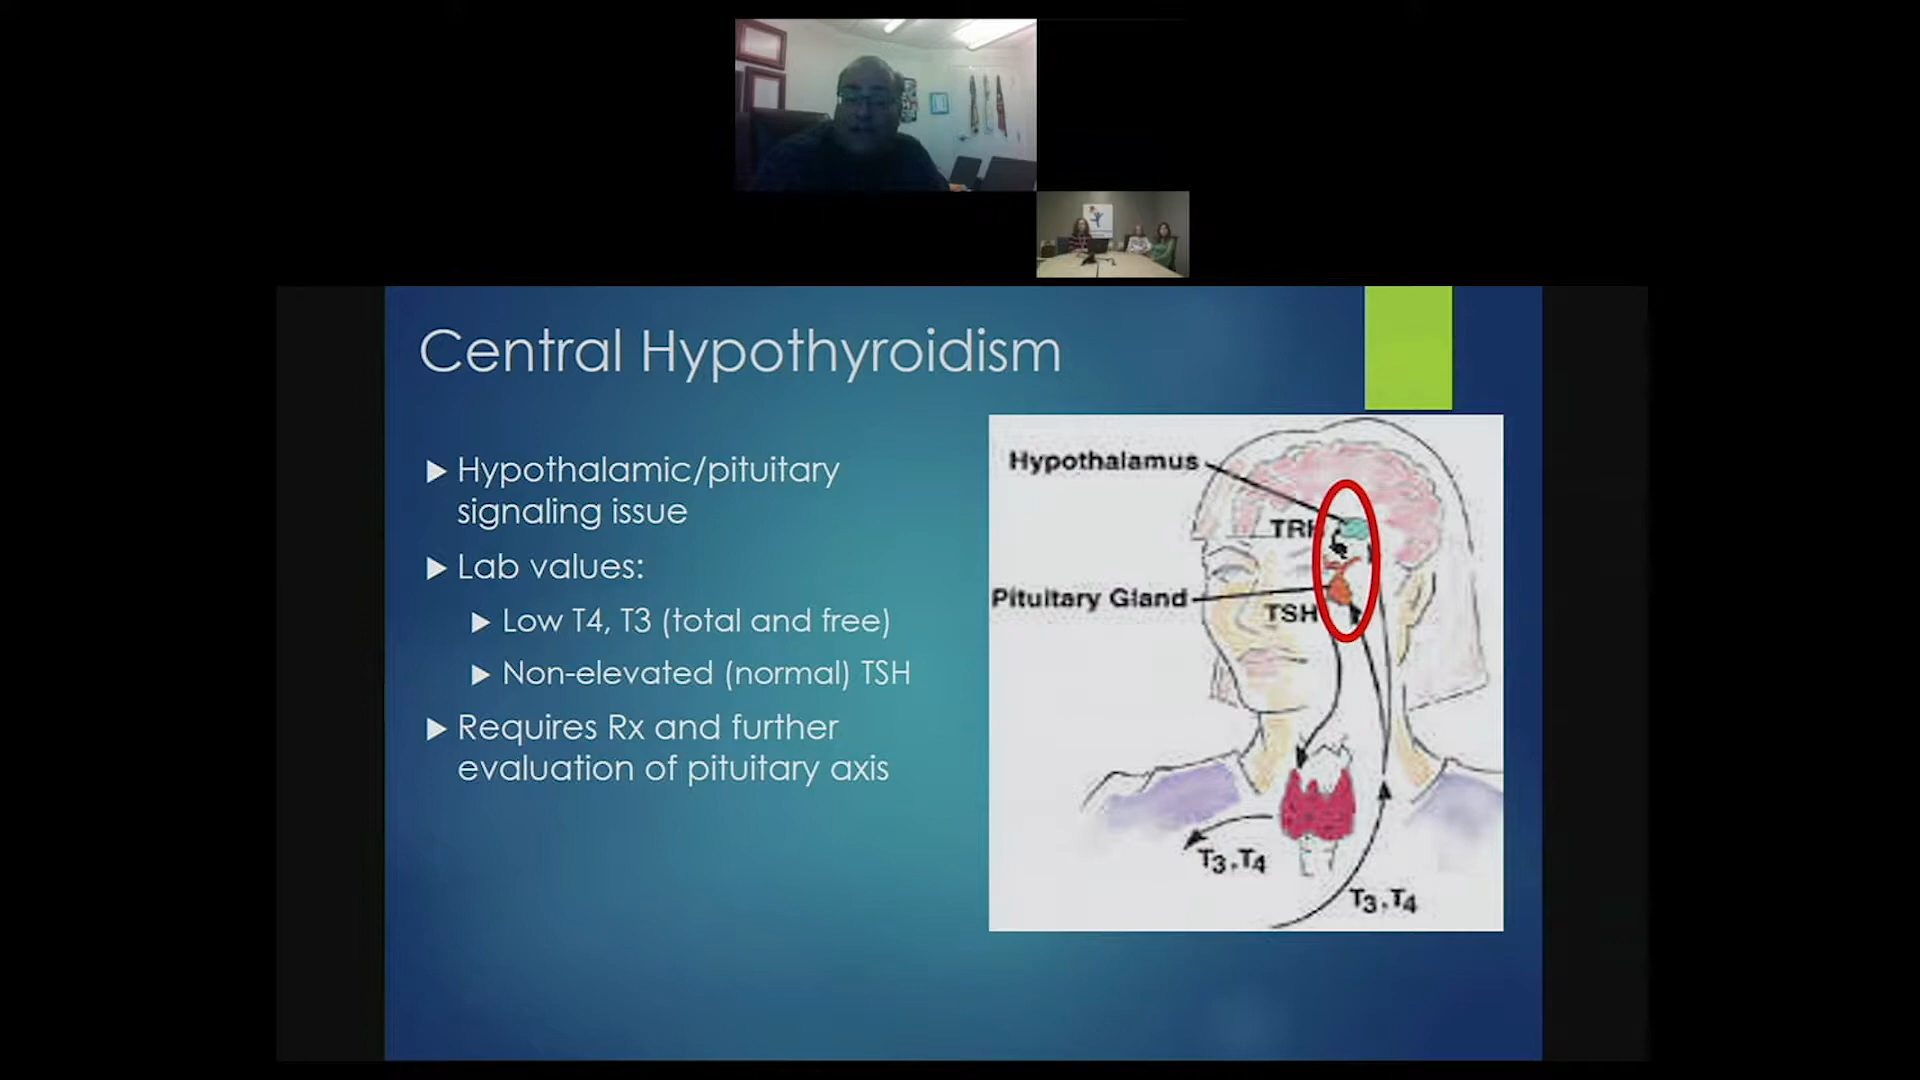 Central Hypothyroidism
Hypothalamic/pituitary
signaling issue
Lab values:
Low T4, T3 (total and free)
Non-elevated (normal) TSH
Requires Rx and further
evaluation of pituitary axis
Hypothalamus
TRH
Pituitary Gland
TSH
T3,T4
T3,T4